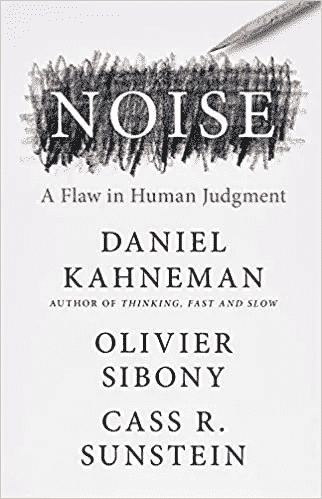 NOISE
A Flaw in Human Judgment
DANIEL
KAHNEMAN
AUTHOR OF THINKING, FAST AND SLOW
OLIVIER
SIBONY
CASS R.
SUNSTEIN